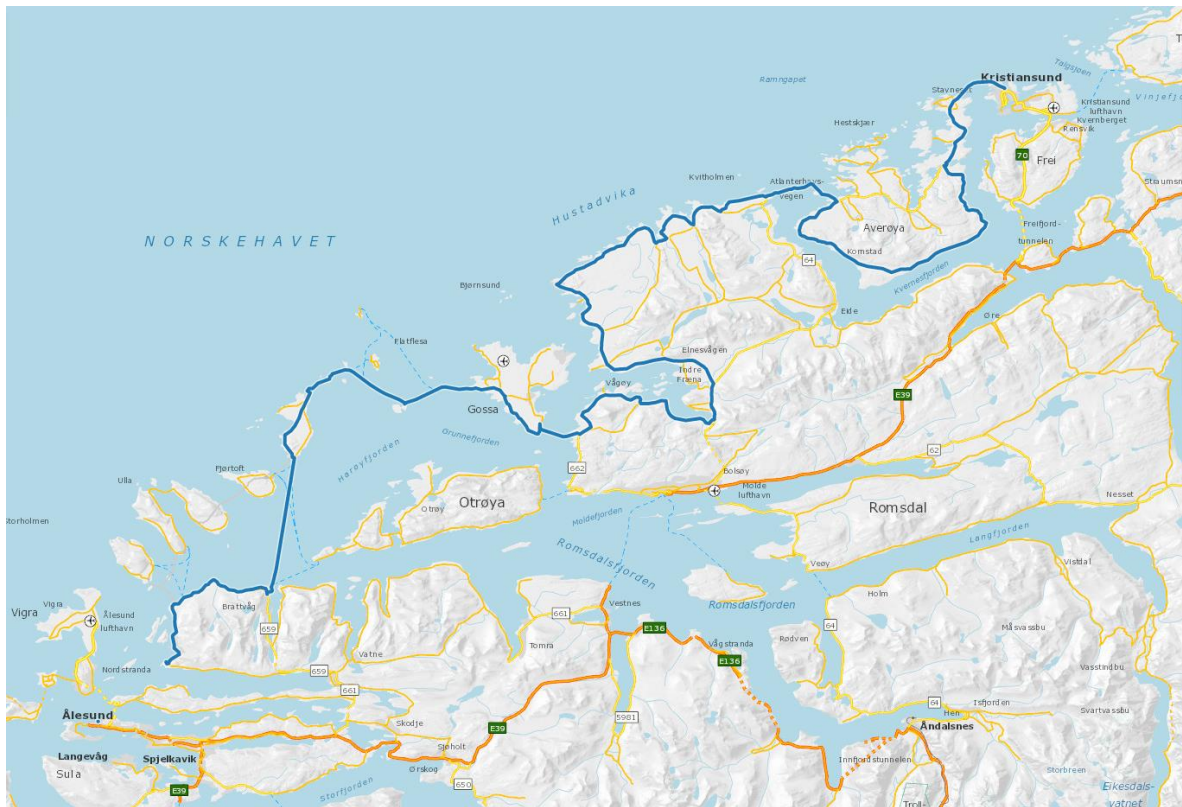 Ramngapet
Talgsjøen
Kristiansund
Stavneset
Vinjefj
Kristiansund
lufthavn
Kvernberget
Rensvik
Hestskjær
70
Frei
Kvitholmen
Atlanterhavs-
vegen
Straumsn
Hustadvika
Averøya
Freifjord-
tunnelen
NORSKEHAVET
Kornstad
64
Kvernesfjorden
Bjørnsund
Eide
Øre
Flatflesa
Elnesvågen
Indre
Fræna
Vågøy
Gossa
E39
Grunnefjorden
Harøyfjorden
62
662
Bolsøy
Fjørtoft
Molde
lufthavn
Ulla
Otrøya
Otrøy
Nesset
Romsdal
Storholmen
Moldefjorden
Langfjorden
Romsdalsfjorden
Veøy
Vistdal
Holm
Vigra
Vigra
Brattvåg
Vestnes
Romsdalsfjorden
Ålesund
lufthavn
659
661
E136
64
Måsvassbu
Rødven
Tomra
Vågstranda
Vatne
Nordstranda
659
E136
Vasstindbu
661
64
Isfjorden
Hen
Svartvassbu
Ålesund
Skodje
5981
E39
Åndalsnes
Sjøholt
Langevåg
Spjelkavik
Innfjordstunnelen
Sula
Ørskog
Storbreen
650
E39
Storfjorden
Eikesdals-
vatnet
Troll-